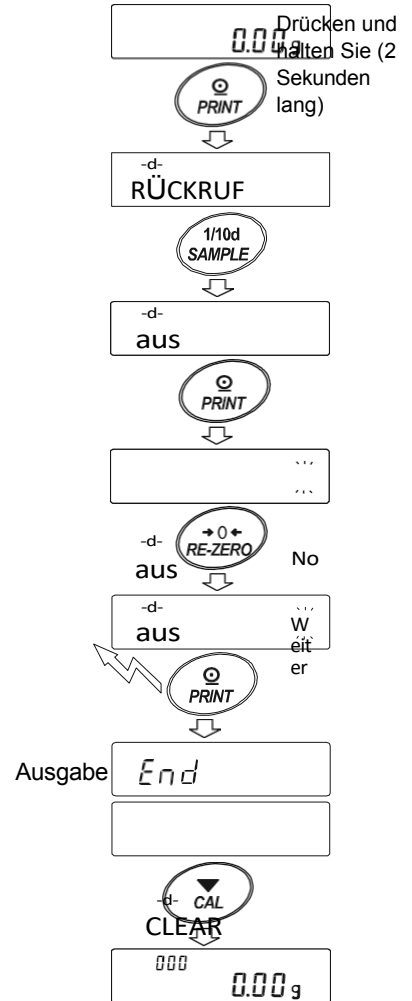 0.00 g
Drücken und
halten Sie (2
Sekunden
lang)
PRINT
-d-
RÜCKRUF
1/10d
SAMPLE
-d-
aus
PRINT
→0←
RE-ZERO
-d-
aus
No
-d-
aus
W
eit
er
PRINT
Ausgabe
End
CAL
-d-
CLEAR
000
0.00 g